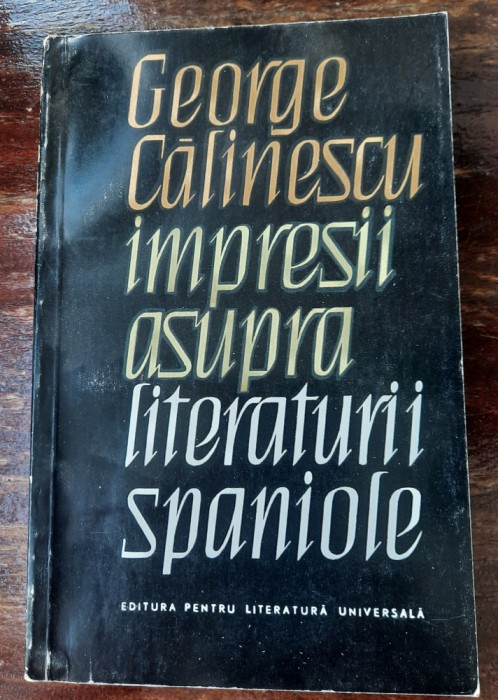 George
Călinescu
impresii
asupra
literaturii
spaniole
EDITURA PENTRU LITERATURĂ UNIVERSALĂ